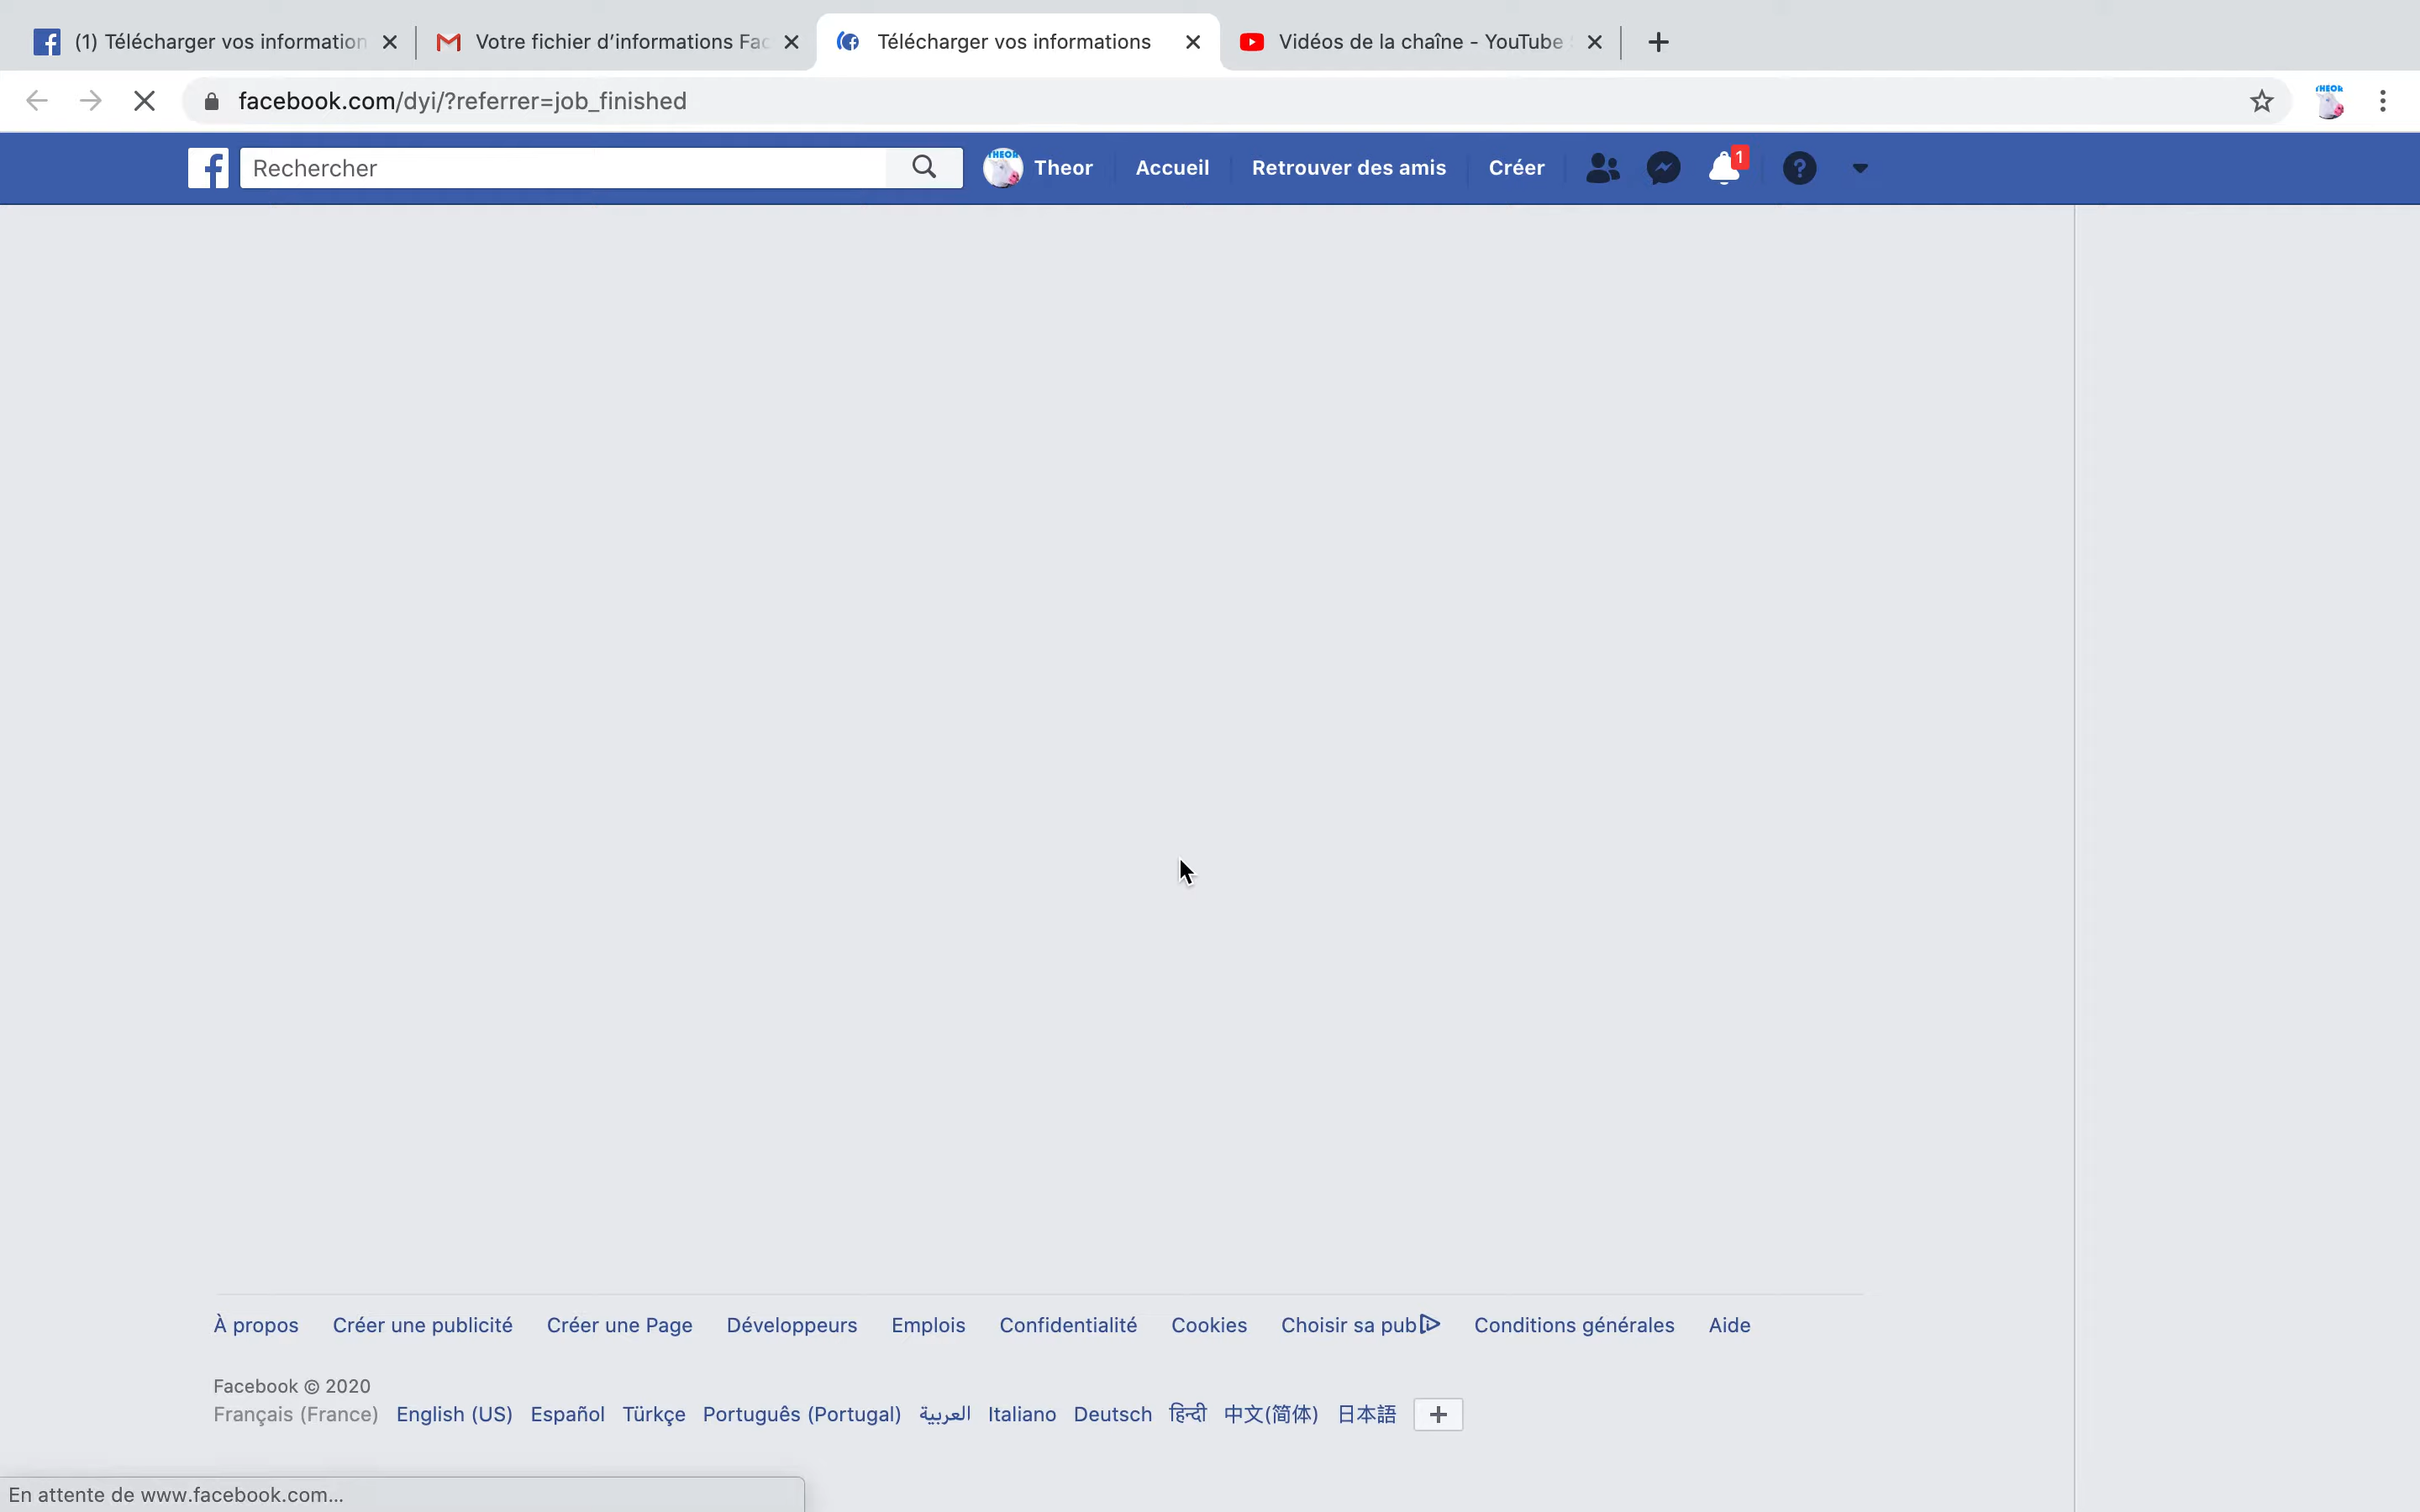 (1) Télécharger vos information
Votre fichier d’informations Fac
Télécharger vos informations
Vidéos de la chaîne - YouTube
facebook.com/dyi/?referrer=job_finished
THEOR
Rechercher
THEOR
Theor
Accueil
Retrouver des amis
Créer
1
À propos Créer une publicité Créer une Page Développeurs Emplois Confidentialité Cookies Choisir sa pub Conditions générales Aide
Facebook © 2020
Français (France) English (US) Español Türkçe Português (Portugal) العربية Italiano Deutsch हिन्दी 中文(简体) 日本語
En attente de www.facebook.com...